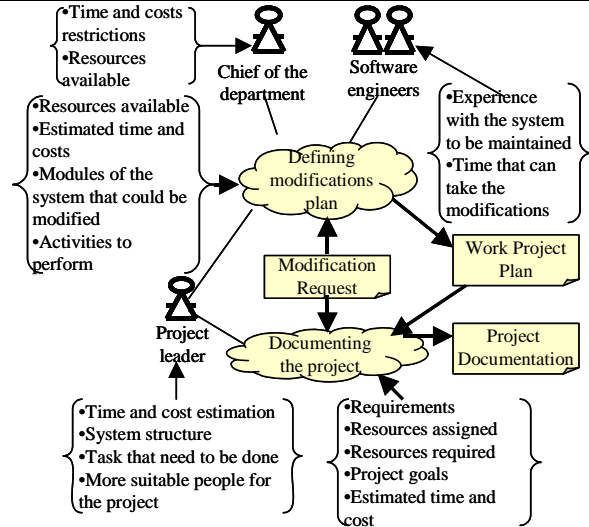 •Time and costs
restrictions
•Resources
available
Chief of the
department
Software
engineers
•Resources available
•Estimated time and
costs
•Modules of the
system that could be
modified
•Activities to
perform
•Experience
with the system
to be maintained
•Time that can
take the
modifications
Defining
modifications
plan
Modification
Request
Work Project
Plan
Project
leader
Documenting
the project
Project
Documentation
•Time and cost estimation
•System structure
•Task that need to be done
•More suitable people for
the project
•Requirements
•Resources assigned
•Resources required
•Project goals
•Estimated time and
cost